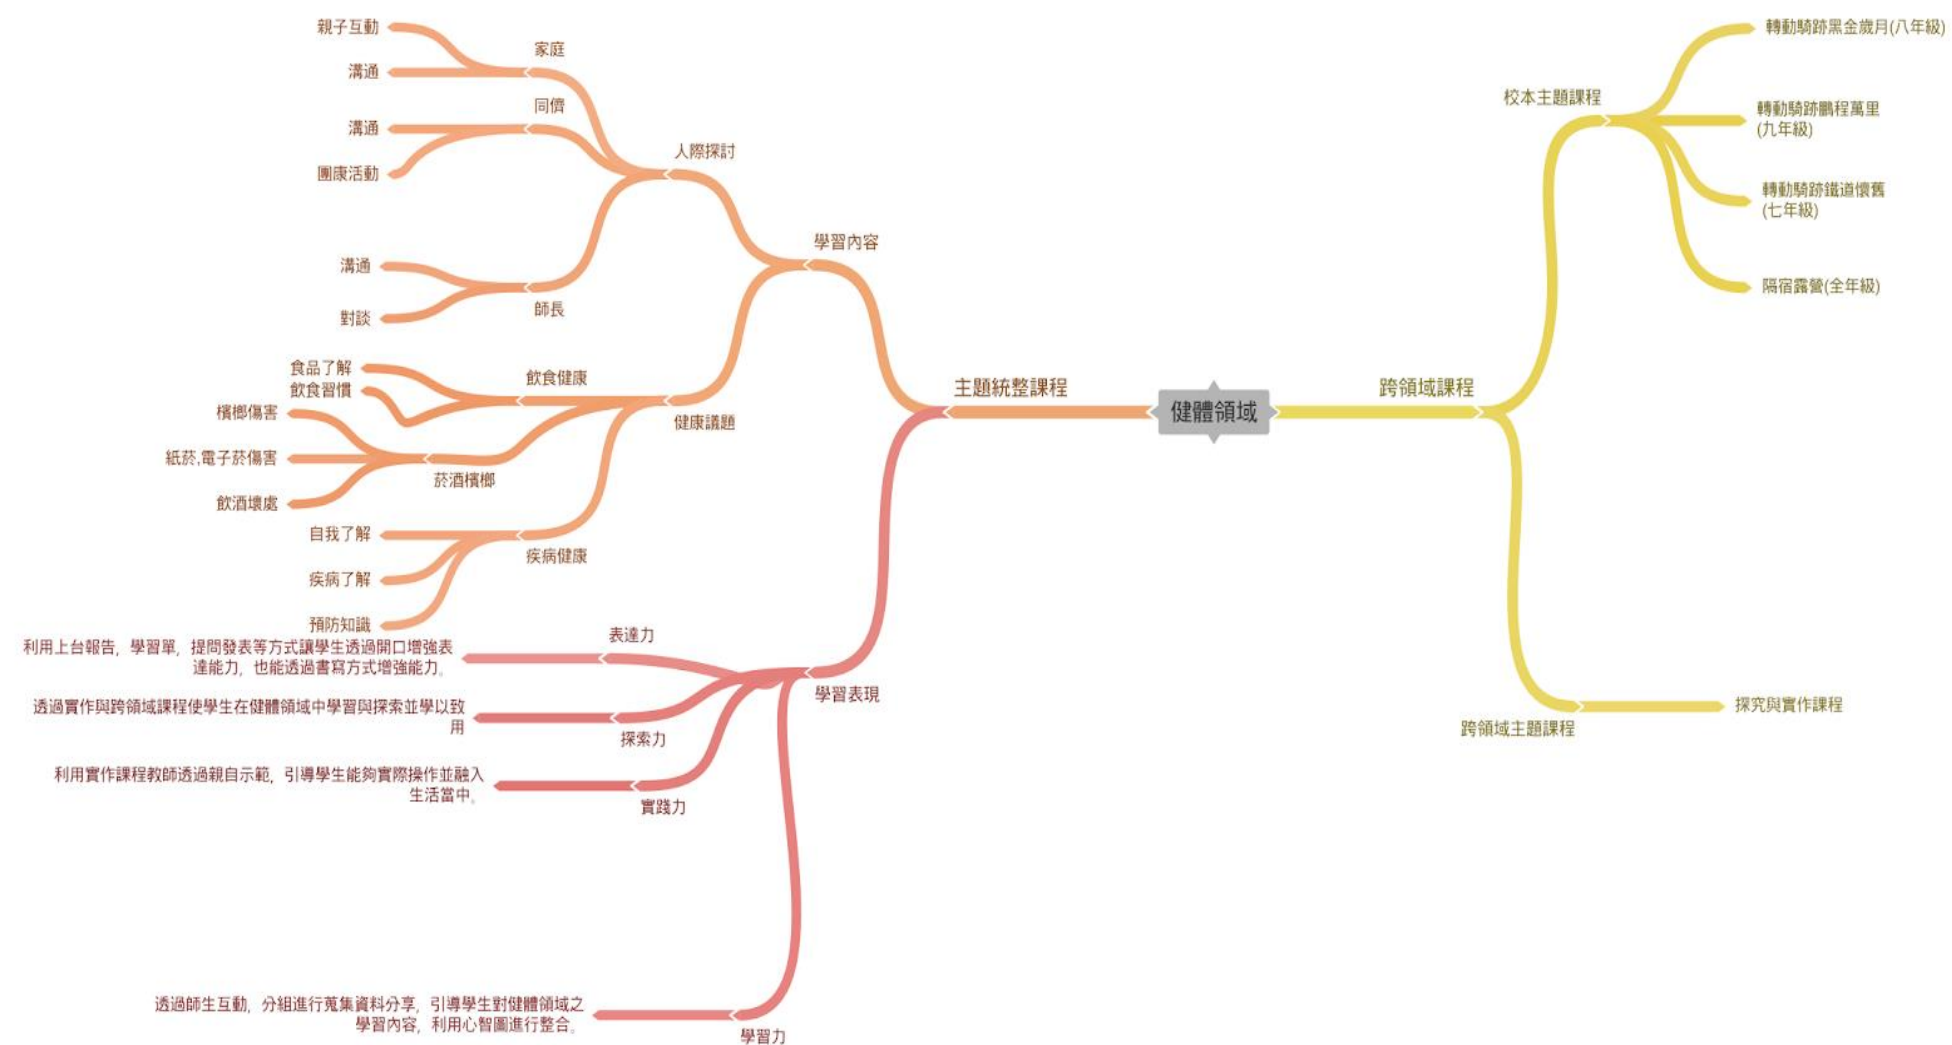 健體領域
主題統整課程
學習內容
人際探討
家庭
親子互動
溝通
同儕
溝通
團康活動
師長
溝通
對談
健康議題
飲食健康
食品了解
飲食習慣
菸酒檳榔
檳榔傷害
紙菸,電子菸傷害
飲酒壞處
疾病健康
自我了解
疾病了解
預防知識
學習表現
表達力
利用上台報告，學習單，提問發表等方式讓學生透過開口增強表
達能力，也能透過書寫方式增強能力。
探索力
透過實作與跨領域課程使學生在健體領域中學習與探索並學以致
用
實踐力
利用實作課程教師透過親自示範，引導學生能夠實際操作並融入
生活當中。
學習力
透過師生互動，分組進行蒐集資料分享，引導學生對健體領域之
學習內容，利用心智圖進行整合。
跨領域課程
校本主題課程
轉動騎跡黑金歲月(八年級)
轉動騎跡鵬程萬里
(九年級)
轉動騎跡鐵道懷舊
(七年級)
隔宿露營(全年級)
跨領域主題課程
探究與實作課程